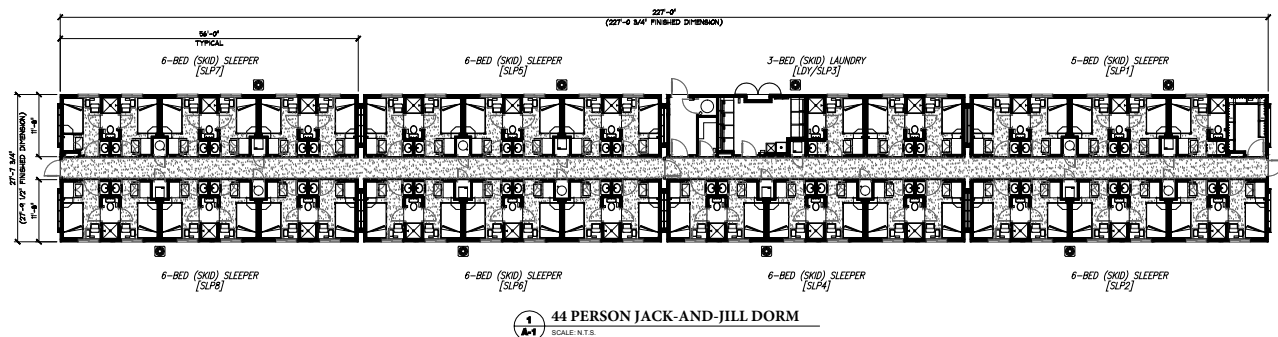 227'-0"
(227'-0 3/4" FINISHED DIMENSION)
56'-0"
TYPICAL
6-BED (SKID) SLEEPER
[SLP7]
6-BED (SKID) SLEEPER
[SLP5]
3-BED (SKID) LAUNDRY
[LDY/SLP3]
5-BED (SKID) SLEEPER
[SLP1]
27'-7 3/4"
(27'-9 1/2" FINISHED DIMENSION)
11'-8"
11'-8"
6-BED (SKID) SLEEPER
[SLP8]
6-BED (SKID) SLEEPER
[SLP6]
6-BED (SKID) SLEEPER
[SLP4]
6-BED (SKID) SLEEPER
[SLP2]
1
A-1
44 PERSON JACK-AND-JILL DORM
SCALE: N.T.S.